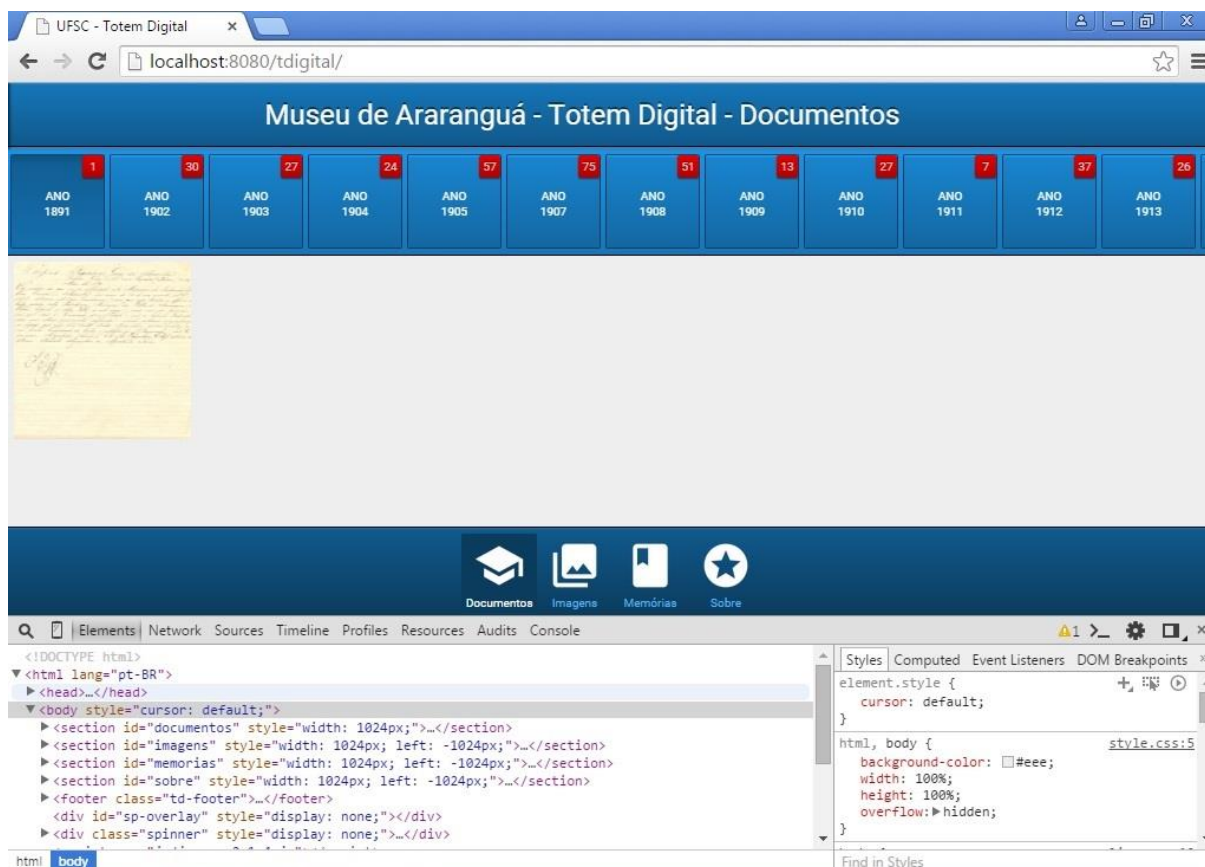 UFSC - Totem Digital
localhost:8080/tdigital/
Museu de Araranguá - Totem Digital - Documentos
1 30 27 24 57 75 51 13 27 7 37 26
ANO ANO ANO ANO ANO ANO ANO ANO ANO ANO ANO ANO
1891 1902 1903 1904 1905 1907 1908 1909 1910 1911 1912 1913
Documentos Imagens Memórias Sobre
Elements Network Sources Timeline Profiles Resources Audits Console 1
<!DOCTYPE html>
<html lang="pt-BR">
<head>…</head>
<body style="cursor: default;">
<section id="documentos" style="width: 1024px;">…</section>
<section id="imagens" style="width: 1024px; left: -1024px;">…</section>
<section id="memorias" style="width: 1024px; left: -1024px;">…</section>
<section id="sobre" style="width: 1024px; left: -1024px;">…</section>
<footer class="td-footer">…</footer>
<div id="sp-overlay" style="display: none;"></div>
<div class="spinner" style="display: none;">…</div>
html body
Styles Computed Event Listeners DOM Breakpoints
element.style {
cursor: default;
}
html, body { style.css:5
background-color: #eee;
width: 100%;
height: 100%;
overflow: hidden;
}
Find in Styles